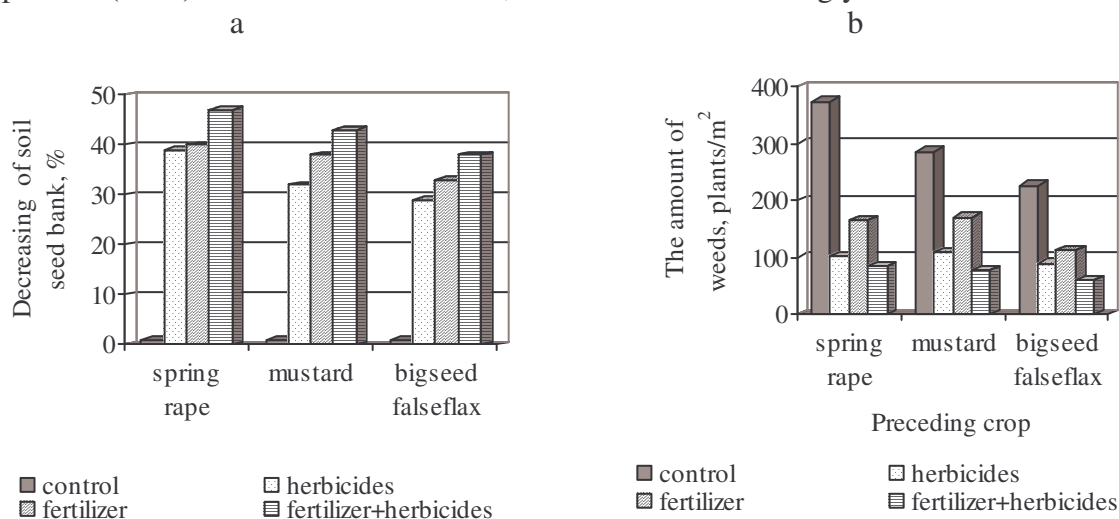 a
b
50
40
30
20
10
0
Decreasing of soil
seed bank, %
spring
rape
mustard
bigseed
falseflax
control
herbicides
fertilizer
fertilizer+herbicides
400
300
200
100
0
The amount of
weeds, plants/m²
spring
rape
mustard
bigseed
falseflax
Preceding crop
control
herbicides
fertilizer
fertilizer+herbicides